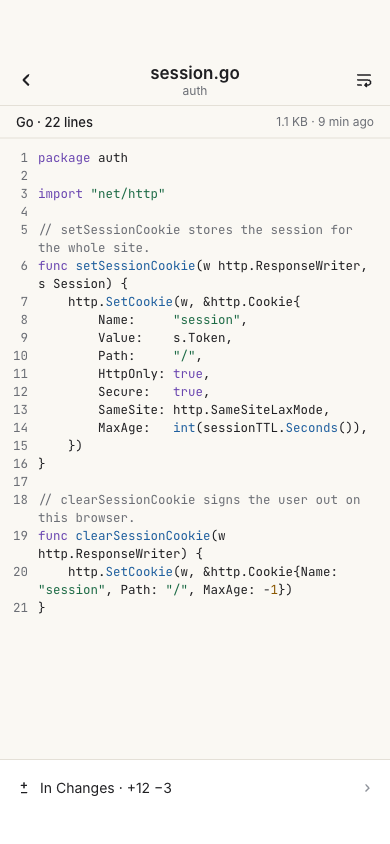 session.go
auth
Go · 22 lines 1.1 KB · 9 min ago
1 package auth
2
3 import "net/http"
4
5 // setSessionCookie stores the session for
the whole site.
6 func setSessionCookie(w http.ResponseWriter,
s Session) {
7     http.SetCookie(w, &http.Cookie{
8         Name:     "session",
9         Value:    s.Token,
10         Path:     "/",
11         HttpOnly: true,
12         Secure:   true,
13         SameSite: http.SameSiteLaxMode,
14         MaxAge:   int(sessionTTL.Seconds()),
15     })
16 }
17
18 // clearSessionCookie signs the user out on
this browser.
19 func clearSessionCookie(w
http.ResponseWriter) {
20     http.SetCookie(w, &http.Cookie{Name:
"session", Path: "/", MaxAge: -1})
21 }
In Changes · +12 −3